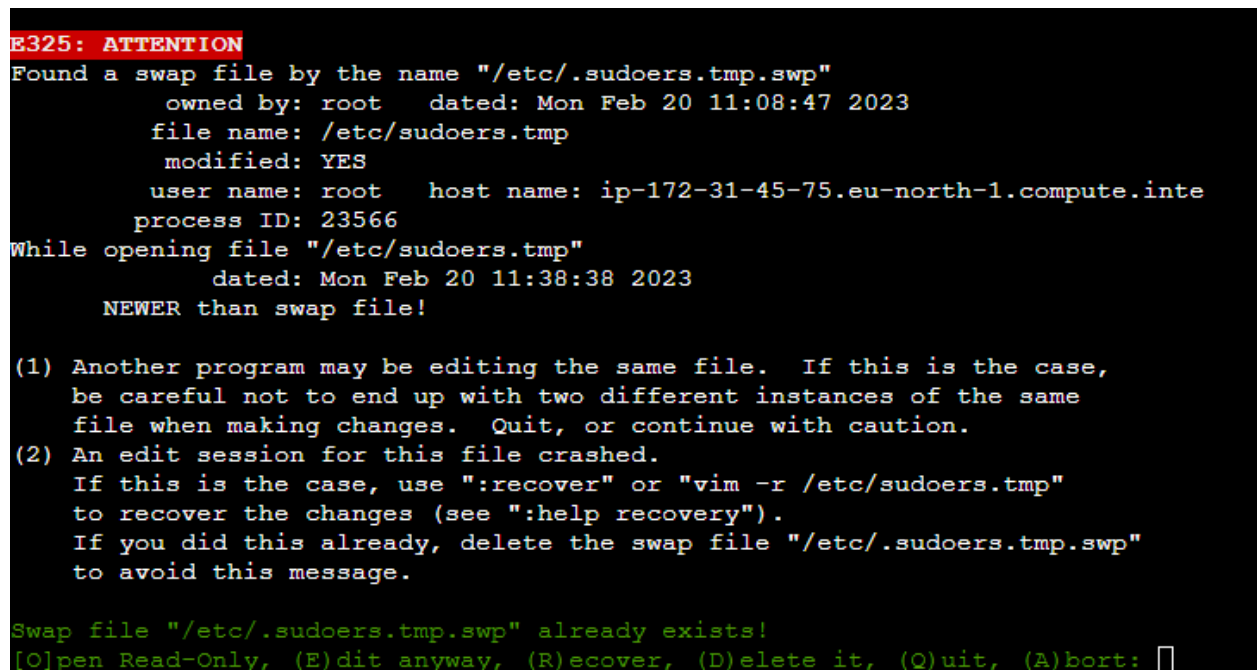 E325: ATTENTION
Found a swap file by the name "/etc/.sudoers.tmp.swp"
          owned by: root   dated: Mon Feb 20 11:08:47 2023
         file name: /etc/sudoers.tmp
          modified: YES
         user name: root   host name: ip-172-31-45-75.eu-north-1.compute.inte
        process ID: 23566
While opening file "/etc/sudoers.tmp"
             dated: Mon Feb 20 11:38:38 2023
      NEWER than swap file!
(1) Another program may be editing the same file.  If this is the case,
    be careful not to end up with two different instances of the same
    file when making changes.  Quit, or continue with caution.
(2) An edit session for this file crashed.
    If this is the case, use ":recover" or "vim -r /etc/sudoers.tmp"
    to recover the changes (see ":help recovery").
    If you did this already, delete the swap file "/etc/.sudoers.tmp.swp"
    to avoid this message.
Swap file "/etc/.sudoers.tmp.swp" already exists!
[O]pen Read-Only, (E)dit anyway, (R)ecover, (D)elete it, (Q)uit, (A)bort: